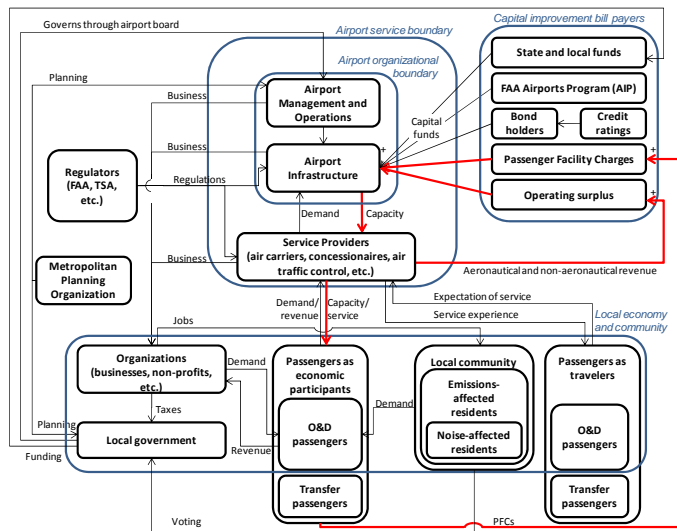 Governs through airport board
Airport service boundary
Capital improvement bill payers
Airport organizational
boundary
State and local funds
Planning
Business
Airport
Management and
Operations
FAA Airports Program (AIP)
Capital
funds
Bond
holders
Credit
ratings
Business
Airport
Infrastructure
+
Passenger Facility Charges
+
Regulators
(FAA, TSA,
etc.)
Regulations
Operating surplus
+
Demand
Capacity
Service Providers
(air carriers, concessionaires, air
traffic control, etc.)
Business
Aeronautical and non-aeronautical revenue
Metropolitan
Planning
Organization
Demand/
revenue
Capacity/
service
Expectation of service
Service experience
Local economy
and community
Jobs
Organizations
(businesses, non-profits,
etc.)
Demand
Passengers as
economic
participants
Local community
Passengers as
travelers
Emissions-
affected
residents
Taxes
Demand
O&D
passengers
Noise-affected
residents
O&D
passengers
Planning
Local government
Revenue
Funding
Transfer
passengers
Transfer
passengers
Voting
PFCs